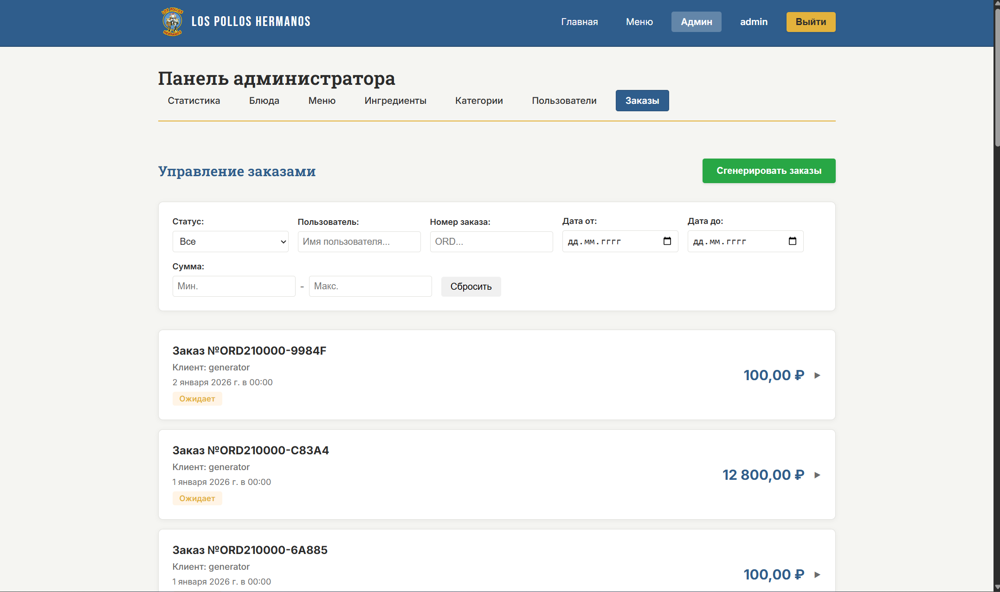 LOS POLLOS
HERMANOS
LOS POLLOS HERMANOS
Главная Меню Админ admin Выйти
Панель администратора
Статистика Блюда Меню Ингредиенты Категории Пользователи Заказы
Управление заказами
Сгенерировать заказы
Статус: Пользователь: Номер заказа: Дата от: Дата до:
Все Имя пользователя... ORD... дд.мм.гггг дд.мм.гггг
Сумма:
Мин. - Макс. Сбросить
Заказ №ORD210000-9984F
Клиент: generator
2 января 2026 г. в 00:00
Ожидает
100,00 ₽
Заказ №ORD210000-C83A4
Клиент: generator
1 января 2026 г. в 00:00
Ожидает
12 800,00 ₽
Заказ №ORD210000-6A885
Клиент: generator
1 января 2026 г. в 00:00
100,00 ₽